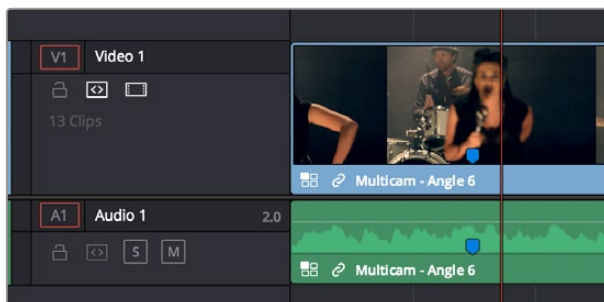 V1 Video 1
13 Clips
Multicam - Angle 6
A1 Audio 1 2.0
S M
Multicam - Angle 6